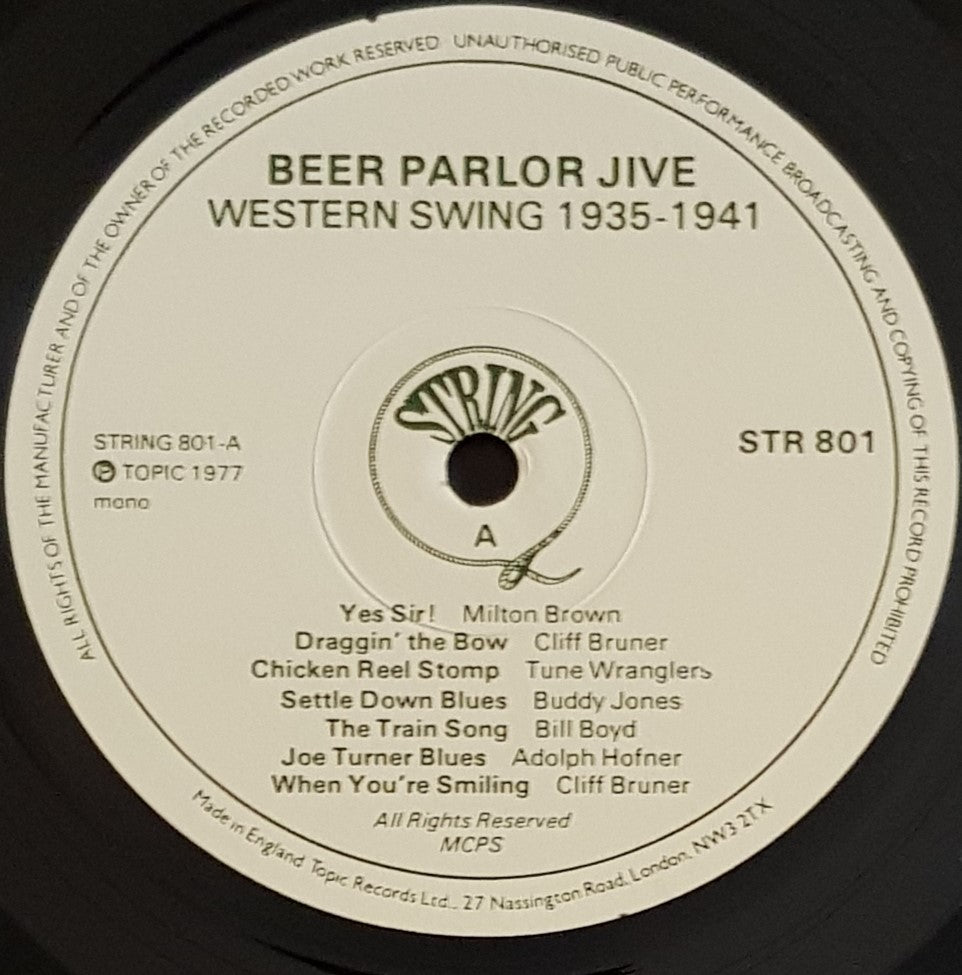 ALL RIGHTS OF THE MANUFACTURER AND OF THE OWNER OF THE RECORDED WORK RESERVED UNAUTHORISED PUBLIC PERFORMANCE BROADCASTING AND COPYING OF THIS RECORD PROHIBITED
BEER PARLOR JIVE
WESTERN SWING 1935-1941
STRING
STRING 801-A
℗ TOPIC 1977
mono
STR 801
A
Yes Sir! Milton Brown
Draggin' the Bow Cliff Bruner
Chicken Reel Stomp Tune Wranglers
Settle Down Blues Buddy Jones
The Train Song Bill Boyd
Joe Turner Blues Adolph Hofner
When You're Smiling Cliff Bruner
All Rights Reserved
MCPS
Made in England Topic Records Ltd., 27 Nassington Road, London, NW3 2TX